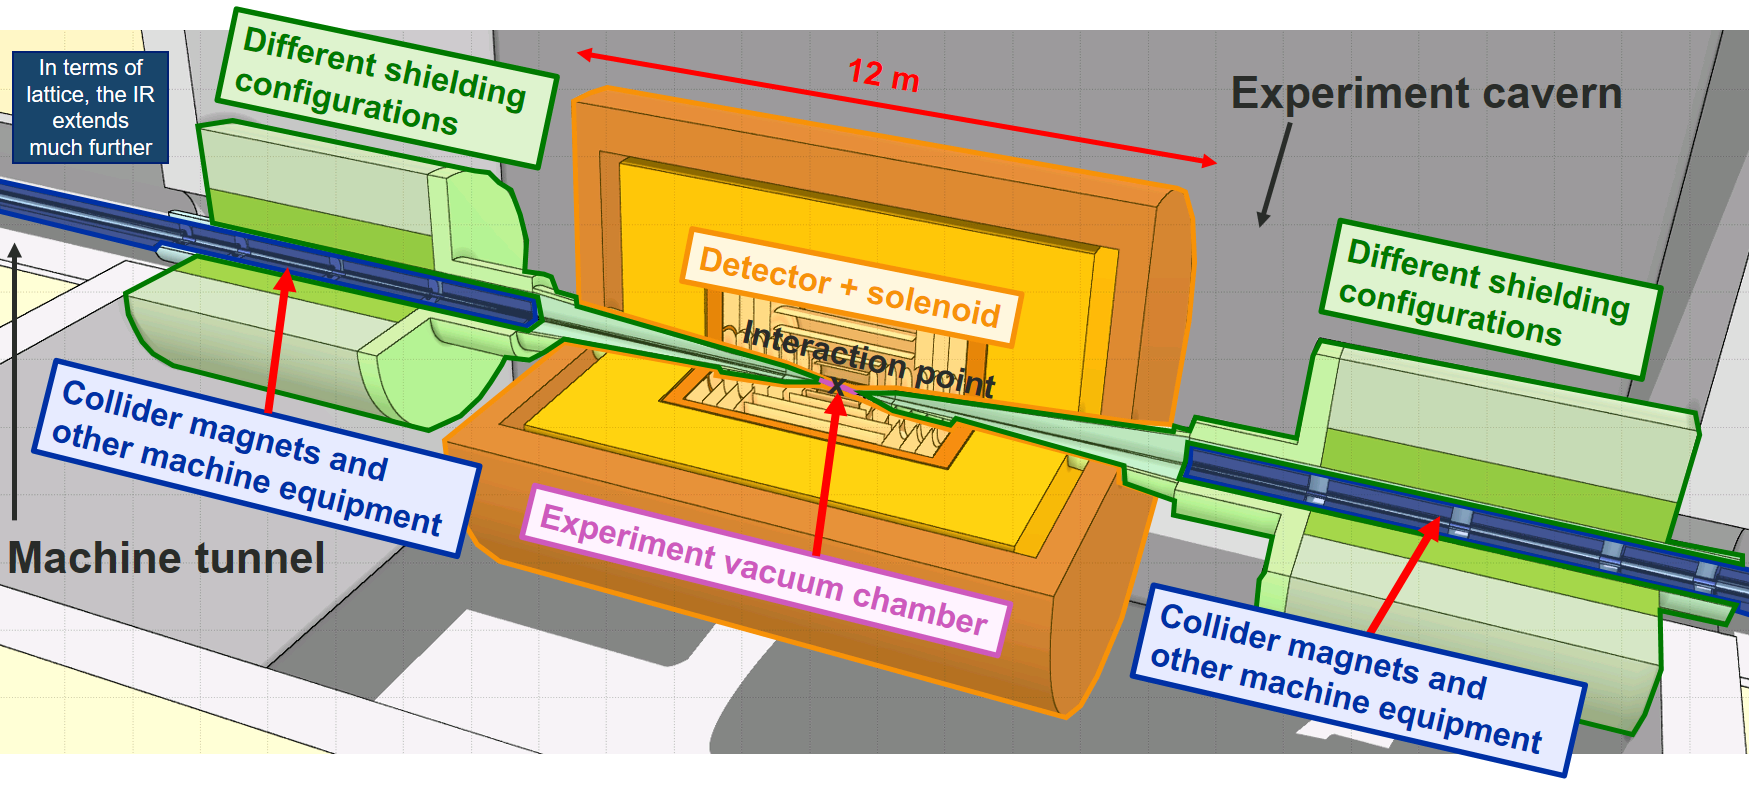 In terms of
lattice, the IR
extends
much further
Different shielding
configurations
12 m
Experiment cavern
Detector + solenoid
Interaction point
x
Different shielding
configurations
Collider magnets and
other machine equipment
Machine tunnel
Experiment vacuum chamber
Collider magnets and
other machine equipment